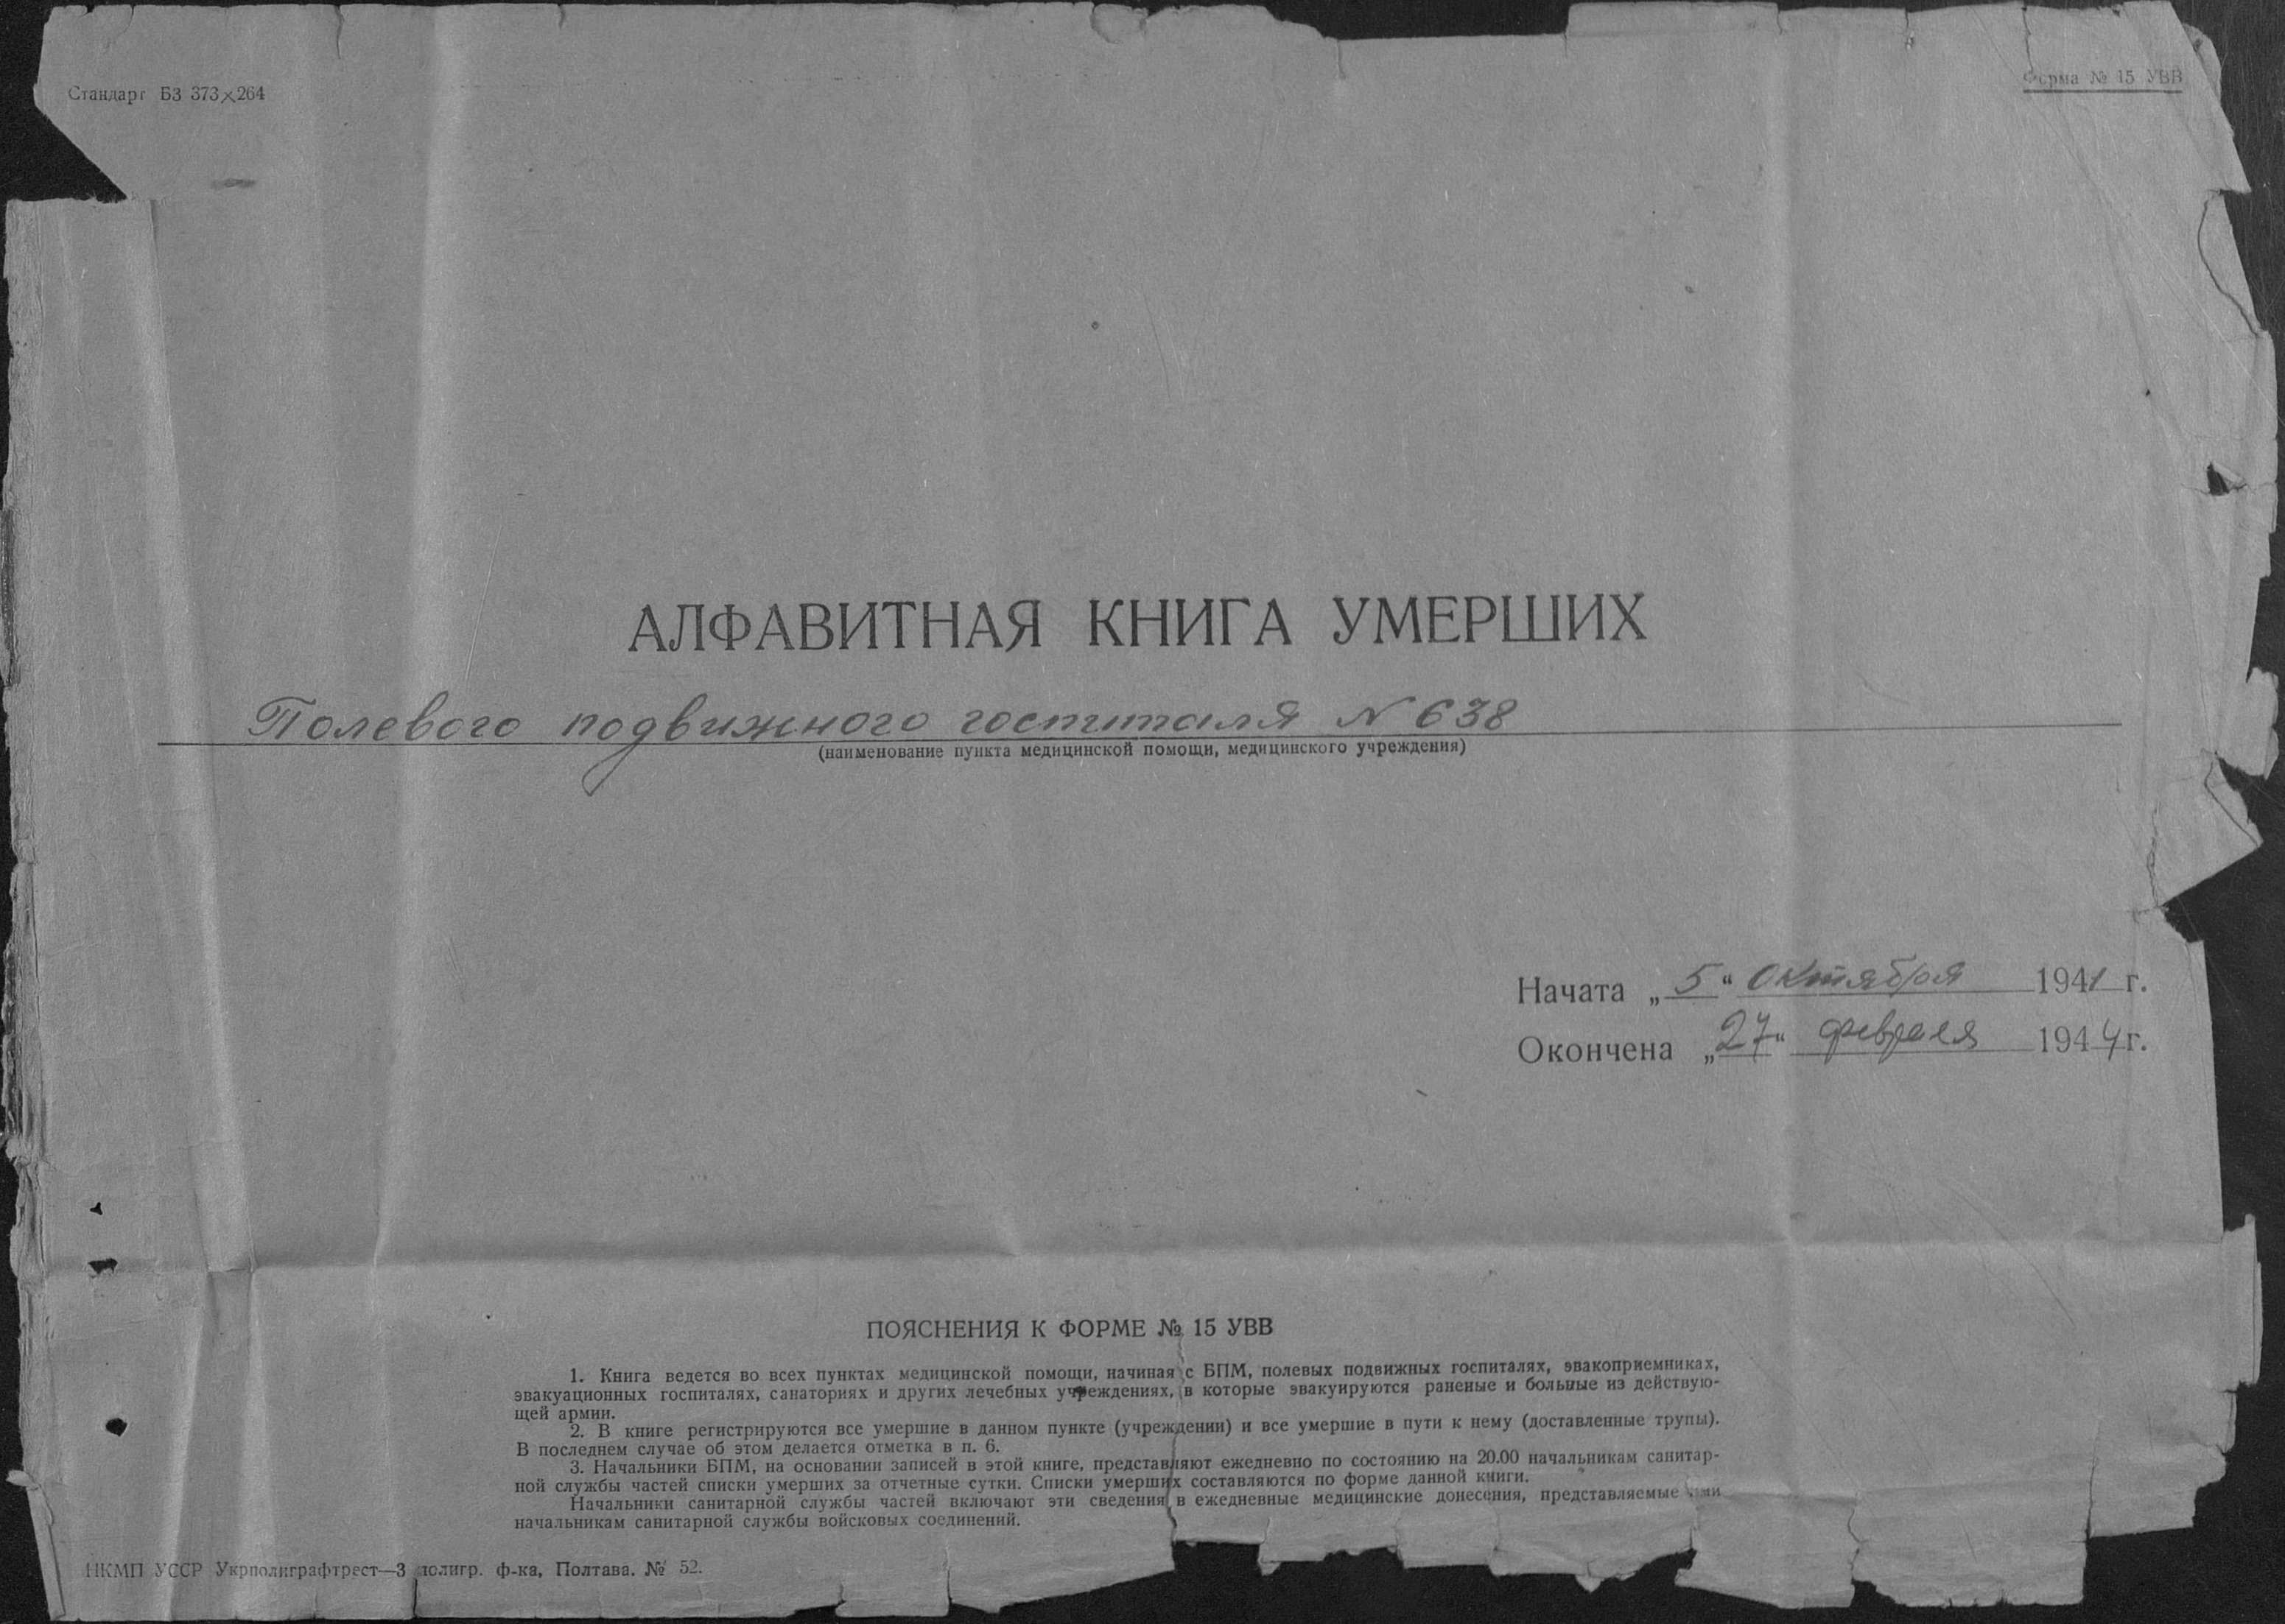 Стандарт БЗ 373×264
Форма № 15 УВВ
АЛФАВИТНАЯ КНИГА УМЕРШИХ
Полевого подвижного госпиталя N 638
(наименование пункта медицинской помощи, медицинского учреждения)
Начата „5“ октября 1941 г.
Окончена „27“ февраля 1944 г.
ПОЯСНЕНИЯ К ФОРМЕ № 15 УВВ
1. Книга ведется во всех пунктах медицинской помощи, начиная с БПМ, полевых подвижных госпиталях, эвакоприемниках,
эвакуационных госпиталях, санаториях и других лечебных учреждениях, в которые эвакуируются раненые и больные из действую-
щей армии.
2. В книге регистрируются все умершие в данном пункте (учреждении) и все умершие в пути к нему (доставленные трупы).
В последнем случае об этом делается отметка в п. 6.
3. Начальники БПМ, на основании записей в этой книге, представляют ежедневно по состоянию на 20.00 начальникам санитар-
ной службы частей списки умерших за отчетные сутки. Списки умерших составляются по форме данной книги.
Начальники санитарной службы частей включают эти сведения в ежедневные медицинские донесения, представляемые ими
начальникам санитарной службы войсковых соединений.
НКМП УССР Укрполиграфтрест—3 полигр. ф-ка, Полтава. № 52.